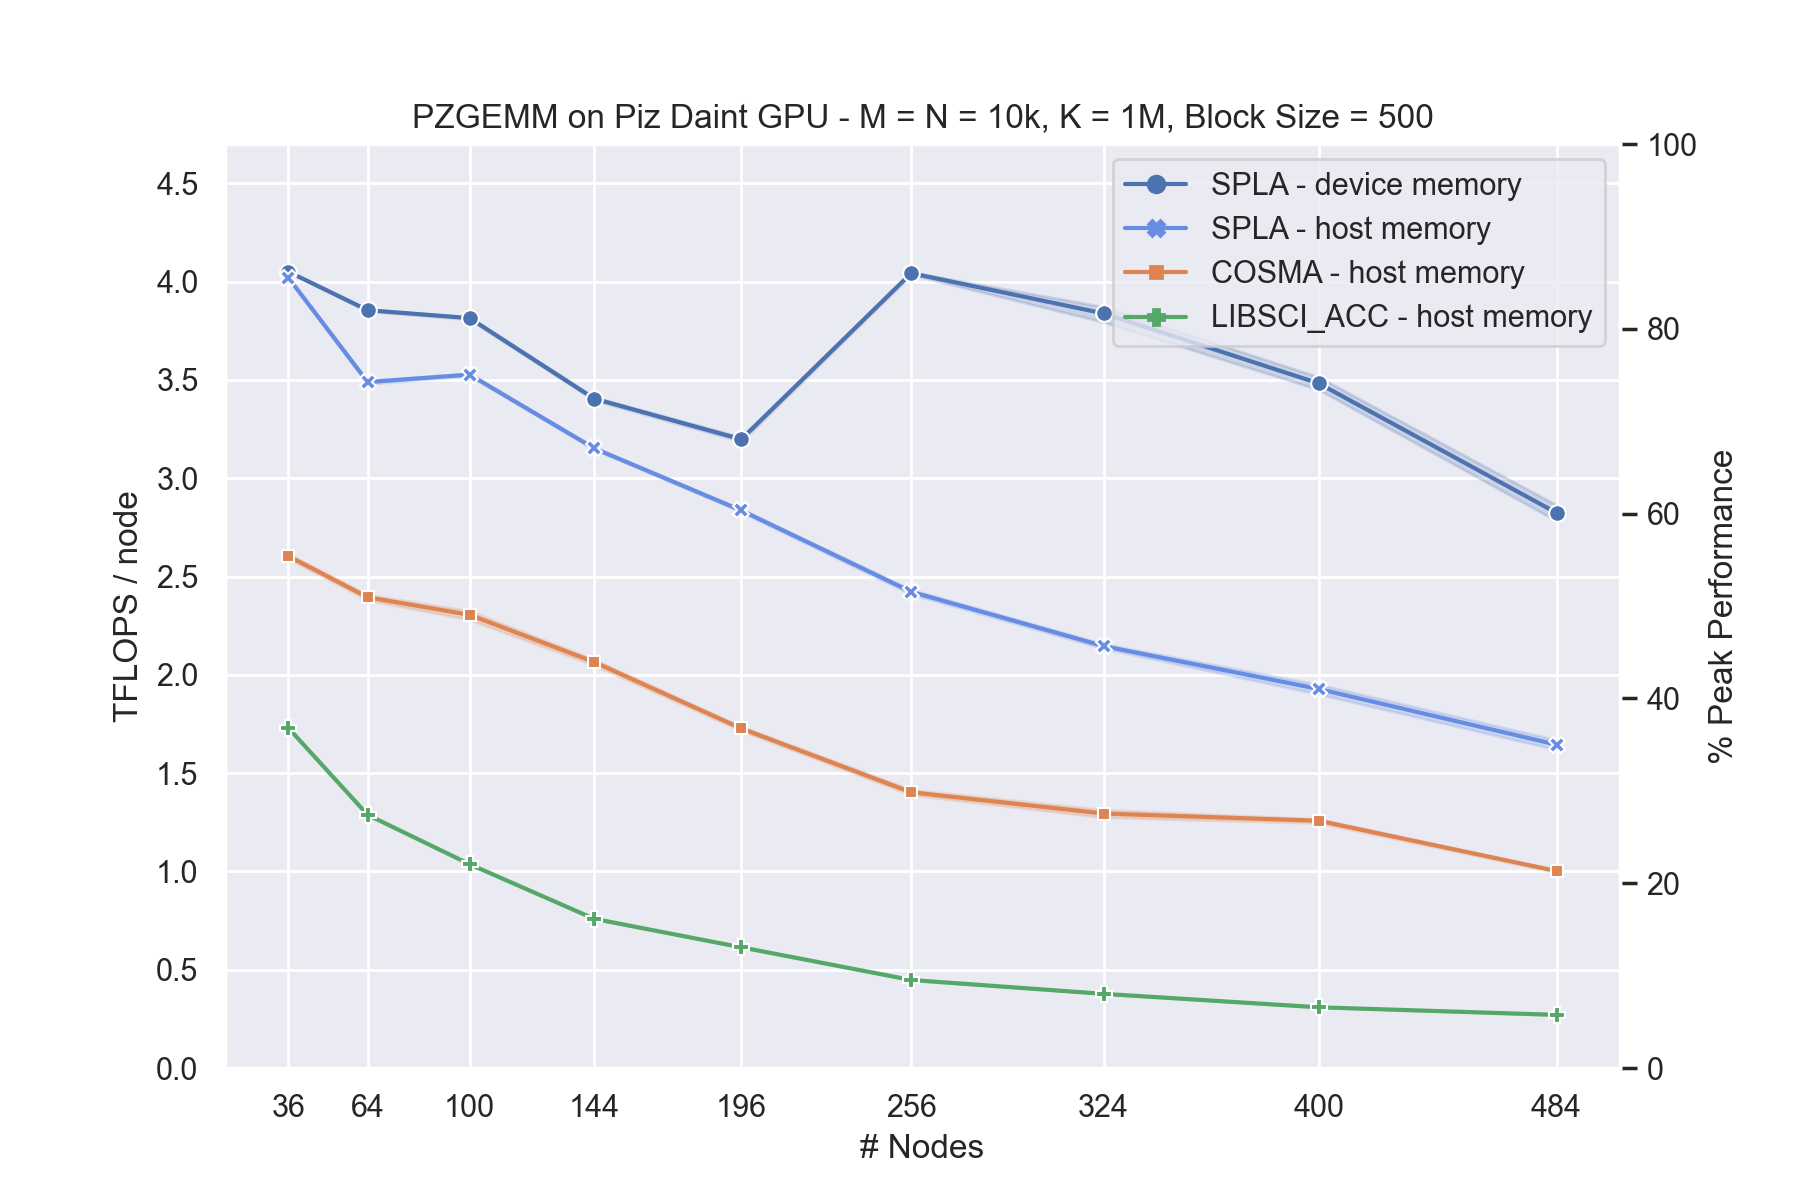 PZGEMM on Piz Daint GPU - M = N = 10k, K = 1M, Block Size = 500
SPLA - device memory
SPLA - host memory
COSMA - host memory
LIBSCI_ACC - host memory
TFLOPS / node
4.5
4.0
3.5
3.0
2.5
2.0
1.5
1.0
0.5
0.0
100
80
60
40
20
0
% Peak Performance
36 64 100 144 196 256 324 400 484
# Nodes